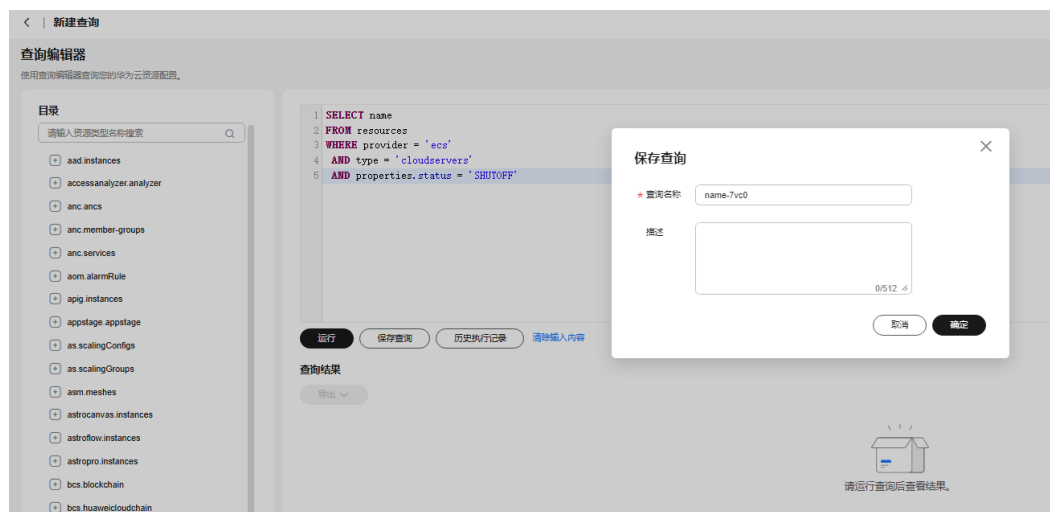 新建查询
查询编辑器
使用查询编辑器查询您的华为云资源配置。
目录
请输入资源类型名称搜索
aad.instances
accessanalyzer.analyzer
anc.ancs
anc.member-groups
anc.services
aom.alarmRule
apig.instances
appstage.appstage
as.scalingConfigs
as.scalingGroups
asm.meshes
astrocanvas.instances
astroflow.instances
astropro.instances
bcs.blockchain
bcs.huaweicloudchain
1 SELECT name
2 FROM resources
3 WHERE provider = 'ecs'
4 AND type = 'cloudservers'
5 AND properties.status = 'SHUTOFF'
运行 保存查询 历史执行记录 清除输入内容
查询结果
导出
请运行查询后查看结果。
保存查询
* 查询名称 name-7vc0
描述
0/512
取消 确定